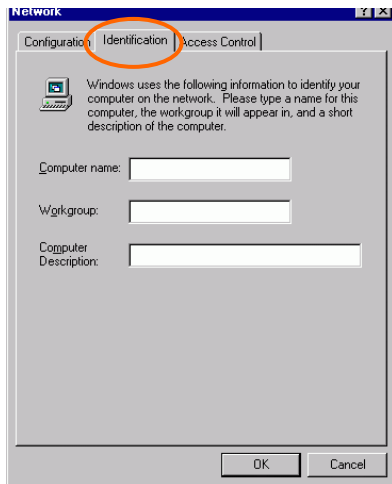 Network
Configuration Identification Access Control
Windows uses the following information to identify your
computer on the network. Please type a name for this
computer, the workgroup it will appear in, and a short
description of the computer.
Computer name:
Workgroup:
Computer
Description:
OK Cancel